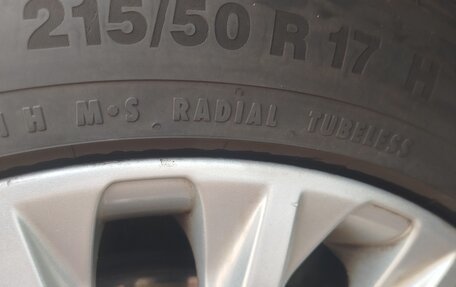 215/50 R 17 H
H M•S RADIAL TUBELESS